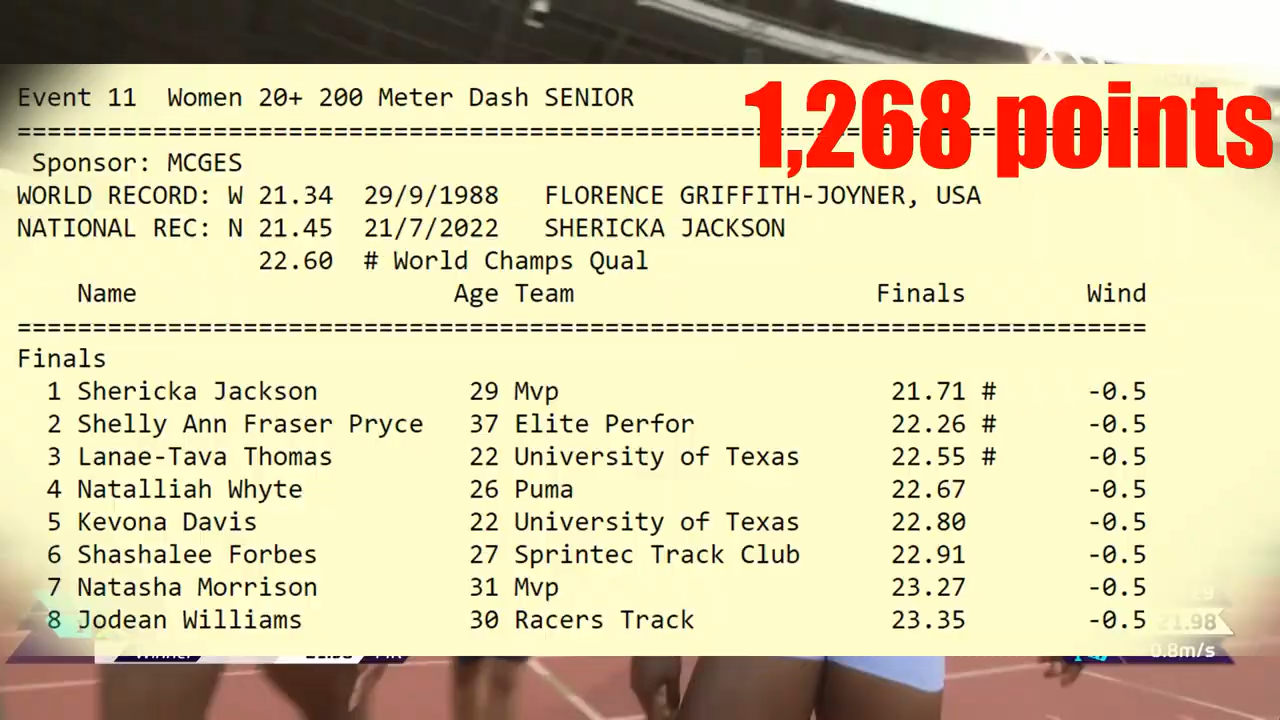 Event 11 Women 20+ 200 Meter Dash SENIOR
1,268 points
================================================================================
Sponsor: MCGES
WORLD RECORD: W 21.34 29/9/1988 FLORENCE GRIFFITH-JOYNER, USA
NATIONAL REC: N 21.45 21/7/2022 SHERICKA JACKSON
22.60 # World Champs Qual
Name Age Team Finals Wind
================================================================================
Finals
1 Shericka Jackson 29 Mvp 21.71 # -0.5
2 Shelly Ann Fraser Pryce 37 Elite Perfor 22.26 # -0.5
3 Lanae-Tava Thomas 22 University of Texas 22.55 # -0.5
4 Natalliah Whyte 26 Puma 22.67 -0.5
5 Kevona Davis 22 University of Texas 22.80 -0.5
6 Shashalee Forbes 27 Sprintec Track Club 22.91 -0.5
7 Natasha Morrison 31 Mvp 23.27 -0.5
8 Jodean Williams 30 Racers Track 23.35 -0.5
21.98
Winner
0.8m/s